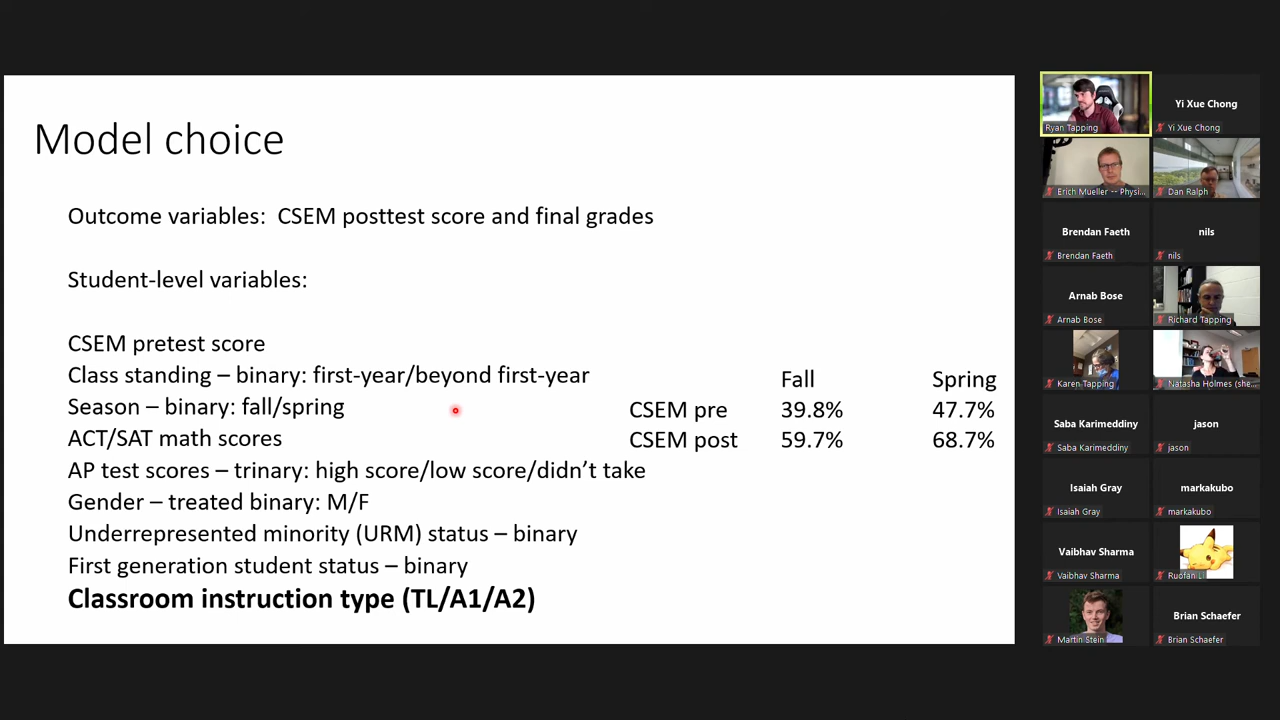 Model choice
Outcome variables:  CSEM posttest score and final grades
Student-level variables:
CSEM pretest score
Class standing – binary: first-year/beyond first-year
Season – binary: fall/spring
ACT/SAT math scores
AP test scores – trinary: high score/low score/didn’t take
Gender – treated binary: M/F
Underrepresented minority (URM) status – binary
First generation student status – binary
Classroom instruction type (TL/A1/A2)
Fall Spring
CSEM pre 39.8% 47.7%
CSEM post 59.7% 68.7%
Ryan Tapping
Yi Xue Chong
Yi Xue Chong
Erich Mueller -- Physi...
Dan Ralph
Brendan Faeth
Brendan Faeth
nils
nils
Arnab Bose
Arnab Bose
Richard Tapping
Karen Tapping
Natasha Holmes (she...
Saba Karimeddiny
Saba Karimeddiny
jason
jason
Isaiah Gray
Isaiah Gray
markakubo
markakubo
Vaibhav Sharma
Vaibhav Sharma
Ruofan Li
Martin Stein
Brian Schaefer
Brian Schaefer